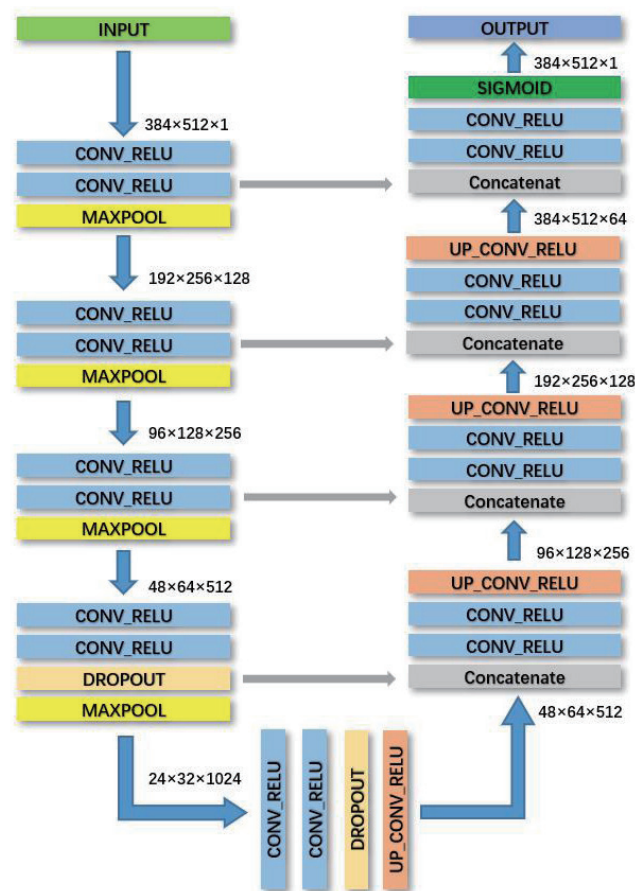 INPUT
384×512×1
CONV_RELU
CONV_RELU
MAXPOOL
192×256×128
CONV_RELU
CONV_RELU
MAXPOOL
96×128×256
CONV_RELU
CONV_RELU
MAXPOOL
48×64×512
CONV_RELU
CONV_RELU
DROPOUT
MAXPOOL
24×32×1024
CONV_RELU
CONV_RELU
DROPOUT
UP_CONV_RELU
OUTPUT
384×512×1
SIGMOID
CONV_RELU
CONV_RELU
Concatenat
384×512×64
UP_CONV_RELU
CONV_RELU
CONV_RELU
Concatenate
192×256×128
UP_CONV_RELU
CONV_RELU
CONV_RELU
Concatenate
96×128×256
UP_CONV_RELU
CONV_RELU
CONV_RELU
Concatenate
48×64×512